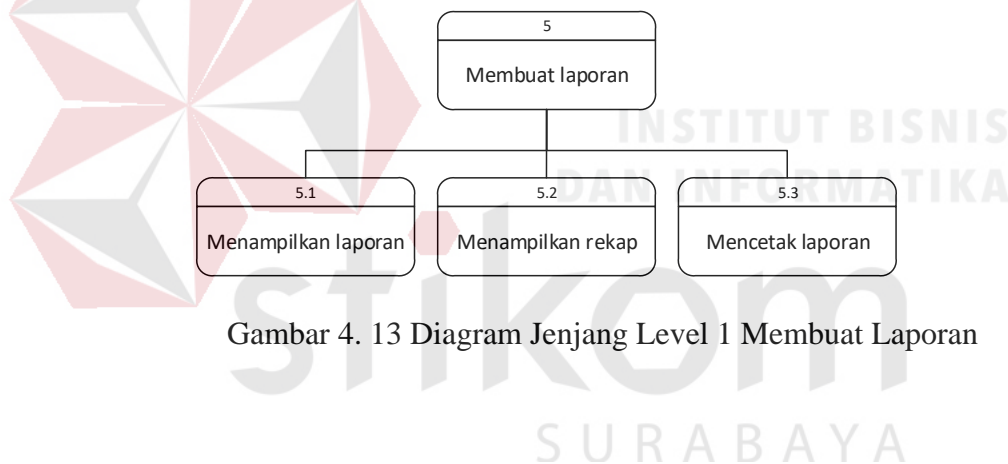 5
Membuat laporan
INSTITUT BISNIS
DAN INFORMATIKA
5.1
5.2
5.3
Menampilkan laporan
Menampilkan rekap
Mencetak laporan
stikom
Gambar 4. 13 Diagram Jenjang Level 1 Membuat Laporan
SURABAYA